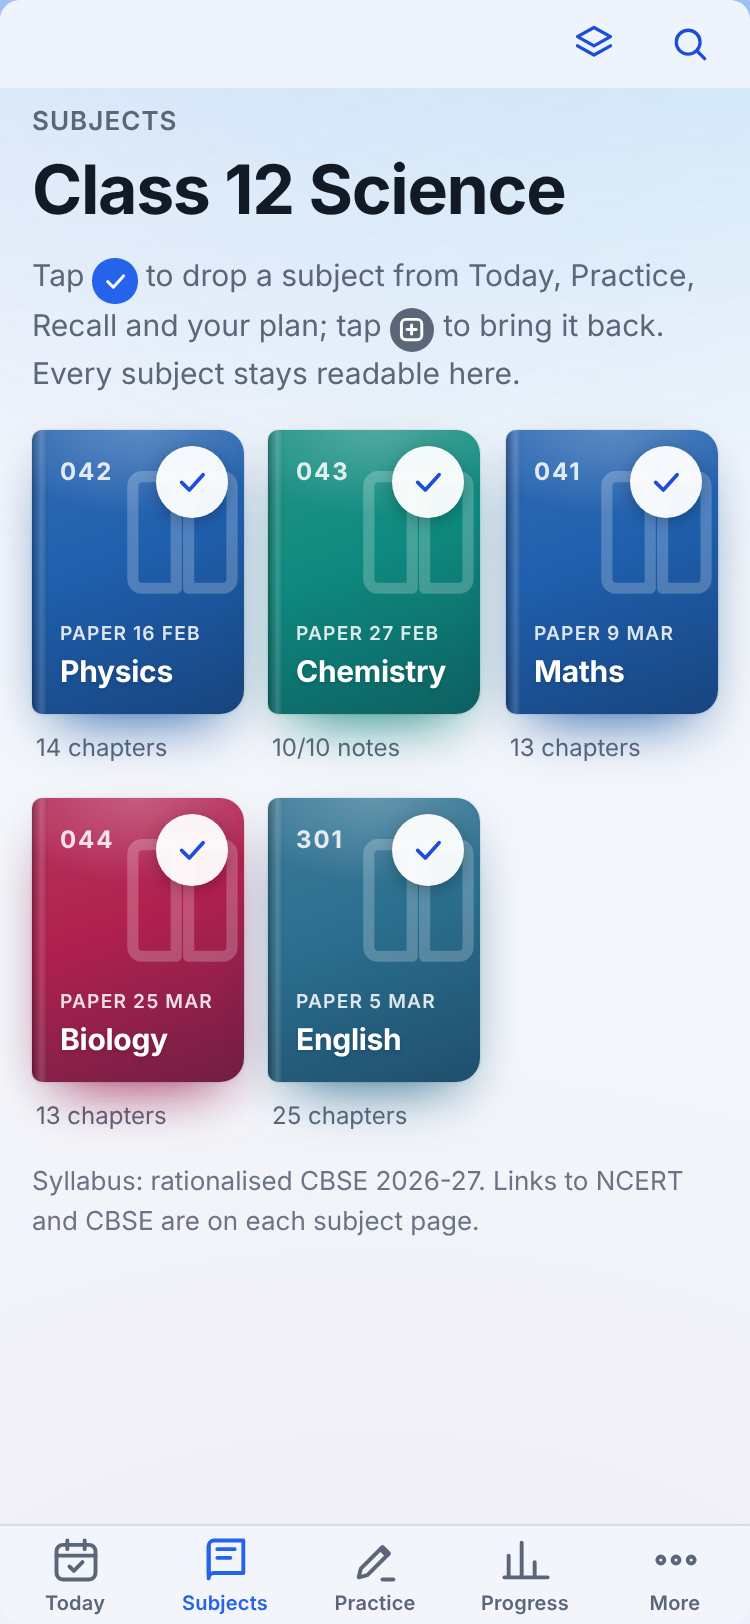 SUBJECTS
Class 12 Science
Tap to drop a subject from Today, Practice,
Recall and your plan; tap to bring it back.
Every subject stays readable here.
042
PAPER 16 FEB
Physics
14 chapters
043
PAPER 27 FEB
Chemistry
10/10 notes
041
PAPER 9 MAR
Maths
13 chapters
044
PAPER 25 MAR
Biology
13 chapters
301
PAPER 5 MAR
English
25 chapters
Syllabus: rationalised CBSE 2026-27. Links to NCERT
and CBSE are on each subject page.
Today
Subjects
Practice
Progress
More